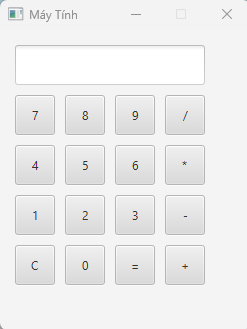 Máy Tính
7 8 9 /
4 5 6 *
1 2 3 -
C 0 = +